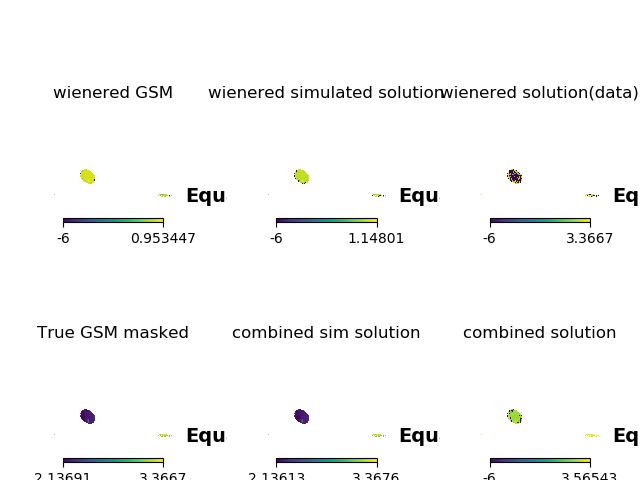 wienered GSM wienered simulated solution wienered solution(data)
Equ Equ Eq
-6 0.953447 -6 1.14801 -6 3.3667
True GSM masked combined sim solution combined solution
Equ Equ Eq
2.13691 3.3667 2.13613 3.3676 -6 3.56543